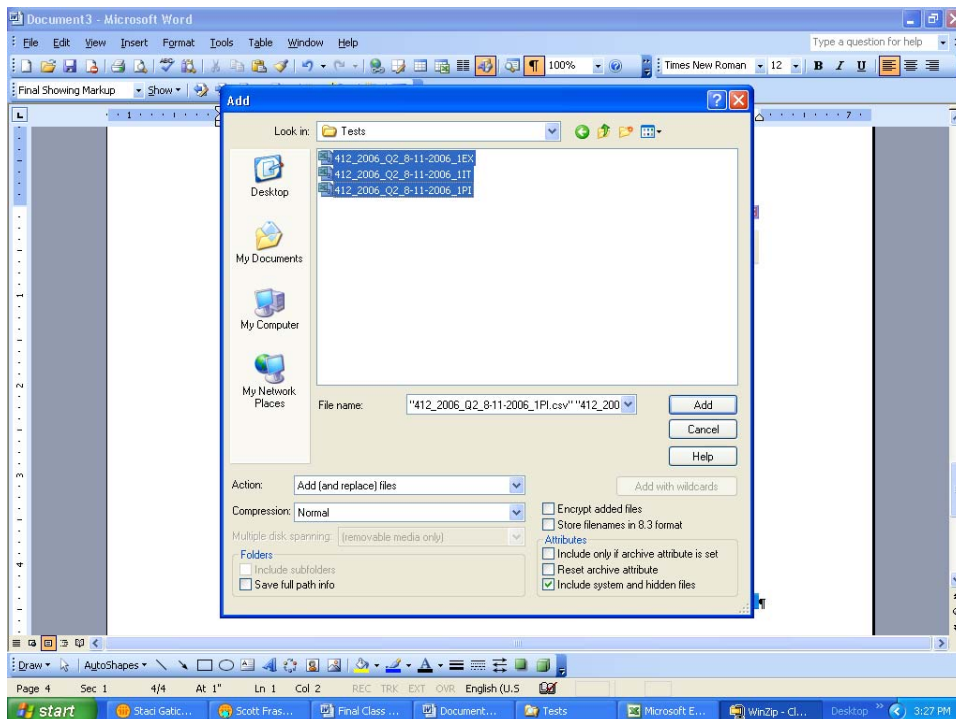 Document3 - Microsoft Word
File Edit View Insert Format Tools Table Window Help Type a question for help
100% Times New Roman 12 B I U
Final Showing Markup Show
Add
Look in: Tests
412_2006_Q2_8-11-2006_1EX
412_2006_Q2_8-11-2006_1IT
412_2006_Q2_8-11-2006_1PI
Desktop
My Documents
My Computer
My Network
Places
File name: "412_2006_Q2_8-11-2006_1PI.csv" "412_200
Add
Cancel
Help
Action: Add (and replace) files
Add with wildcards
Compression: Normal
Multiple disk spanning: (removable media only)
Folders
Include subfolders
Save full path info
Encrypt added files
Store filenames in 8.3 format
Attributes
Include only if archive attribute is set
Reset archive attribute
Include system and hidden files
Draw AutoShapes
Page 4 Sec 1 4/4 At 1" Ln 1 Col 2 REC TRK EXT OVR English (U.S
start Staci Gatic... Scott Fras... Final Class ... Document... Tests Microsoft E... WinZip - Cl... Desktop 3:27 PM